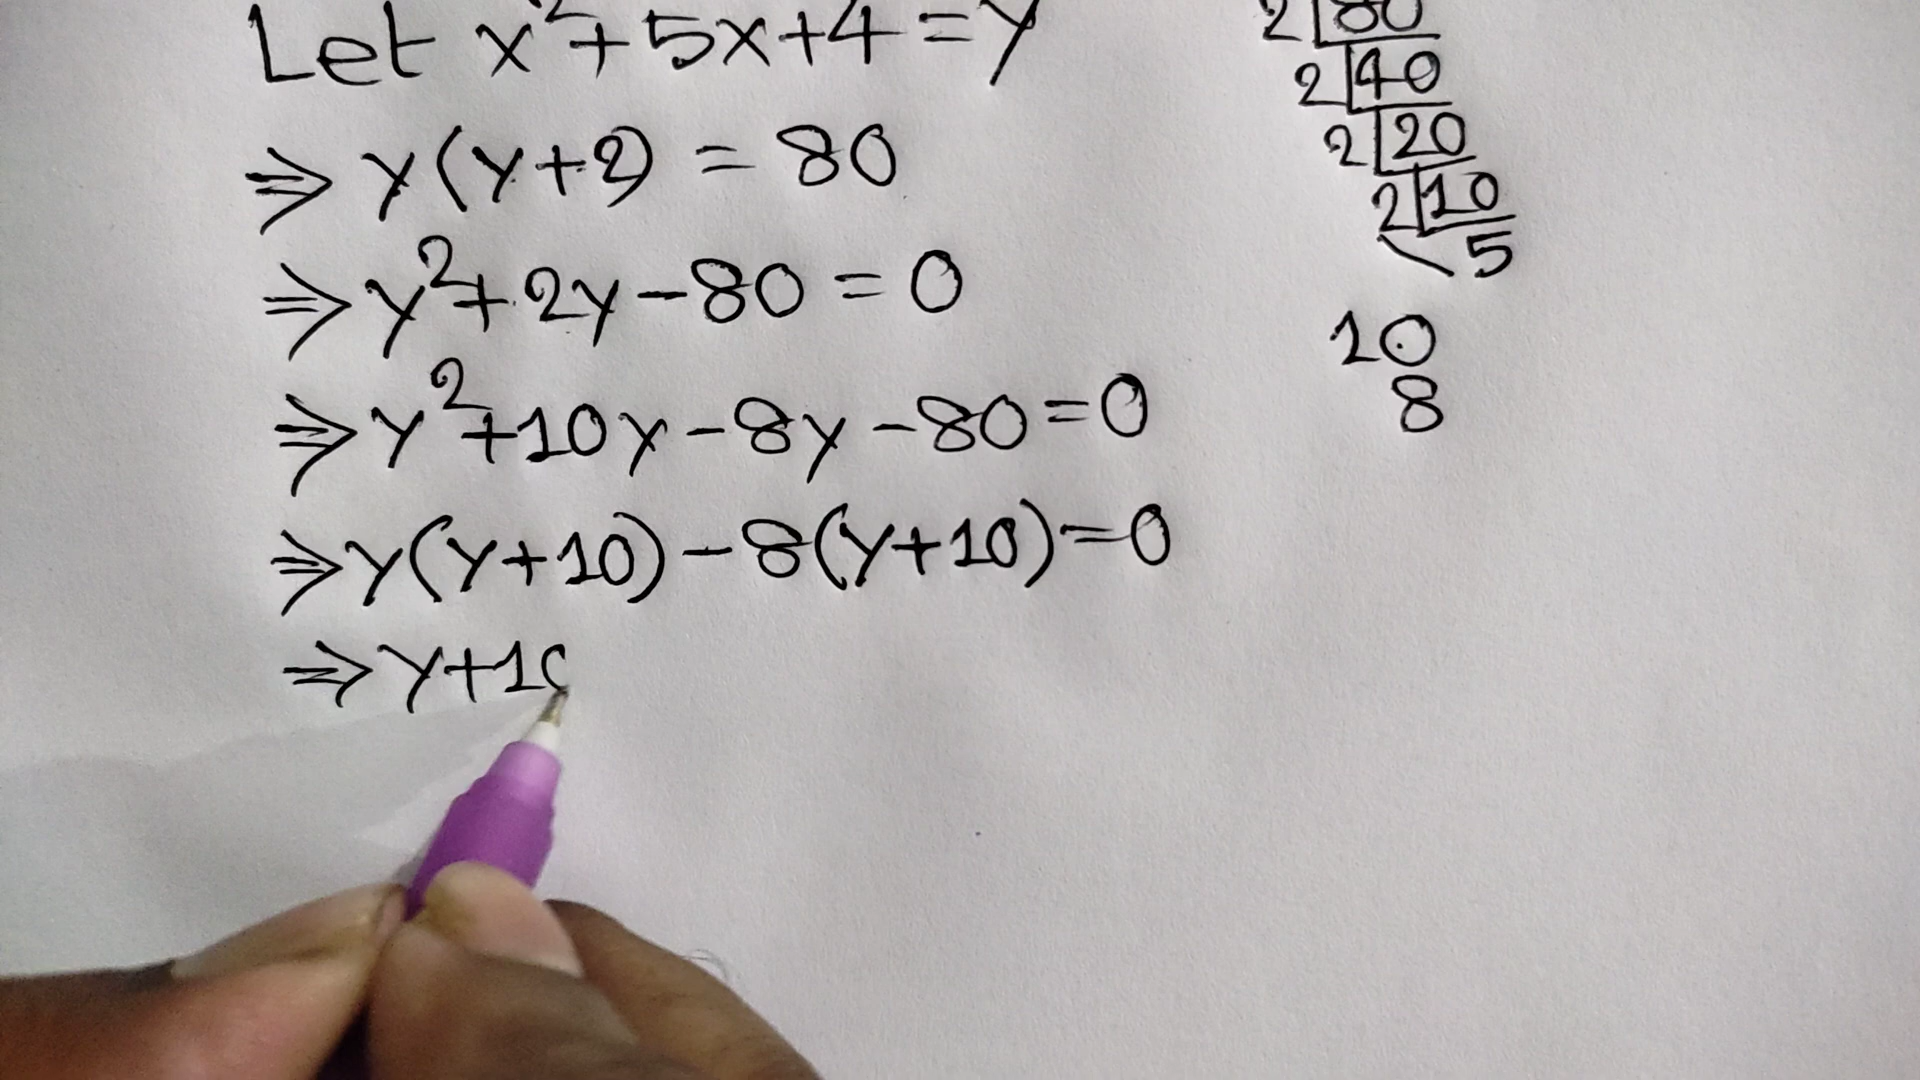 Let x²+5x+4=y
⇒ y(y+2) = 80
⇒ y²+2y-80=0
⇒ y²+10y-8y-80=0
⇒ y(y+10)-8(y+10)=0
⇒ y+10
2|80
2|40
2|20
2|10
5
10
8